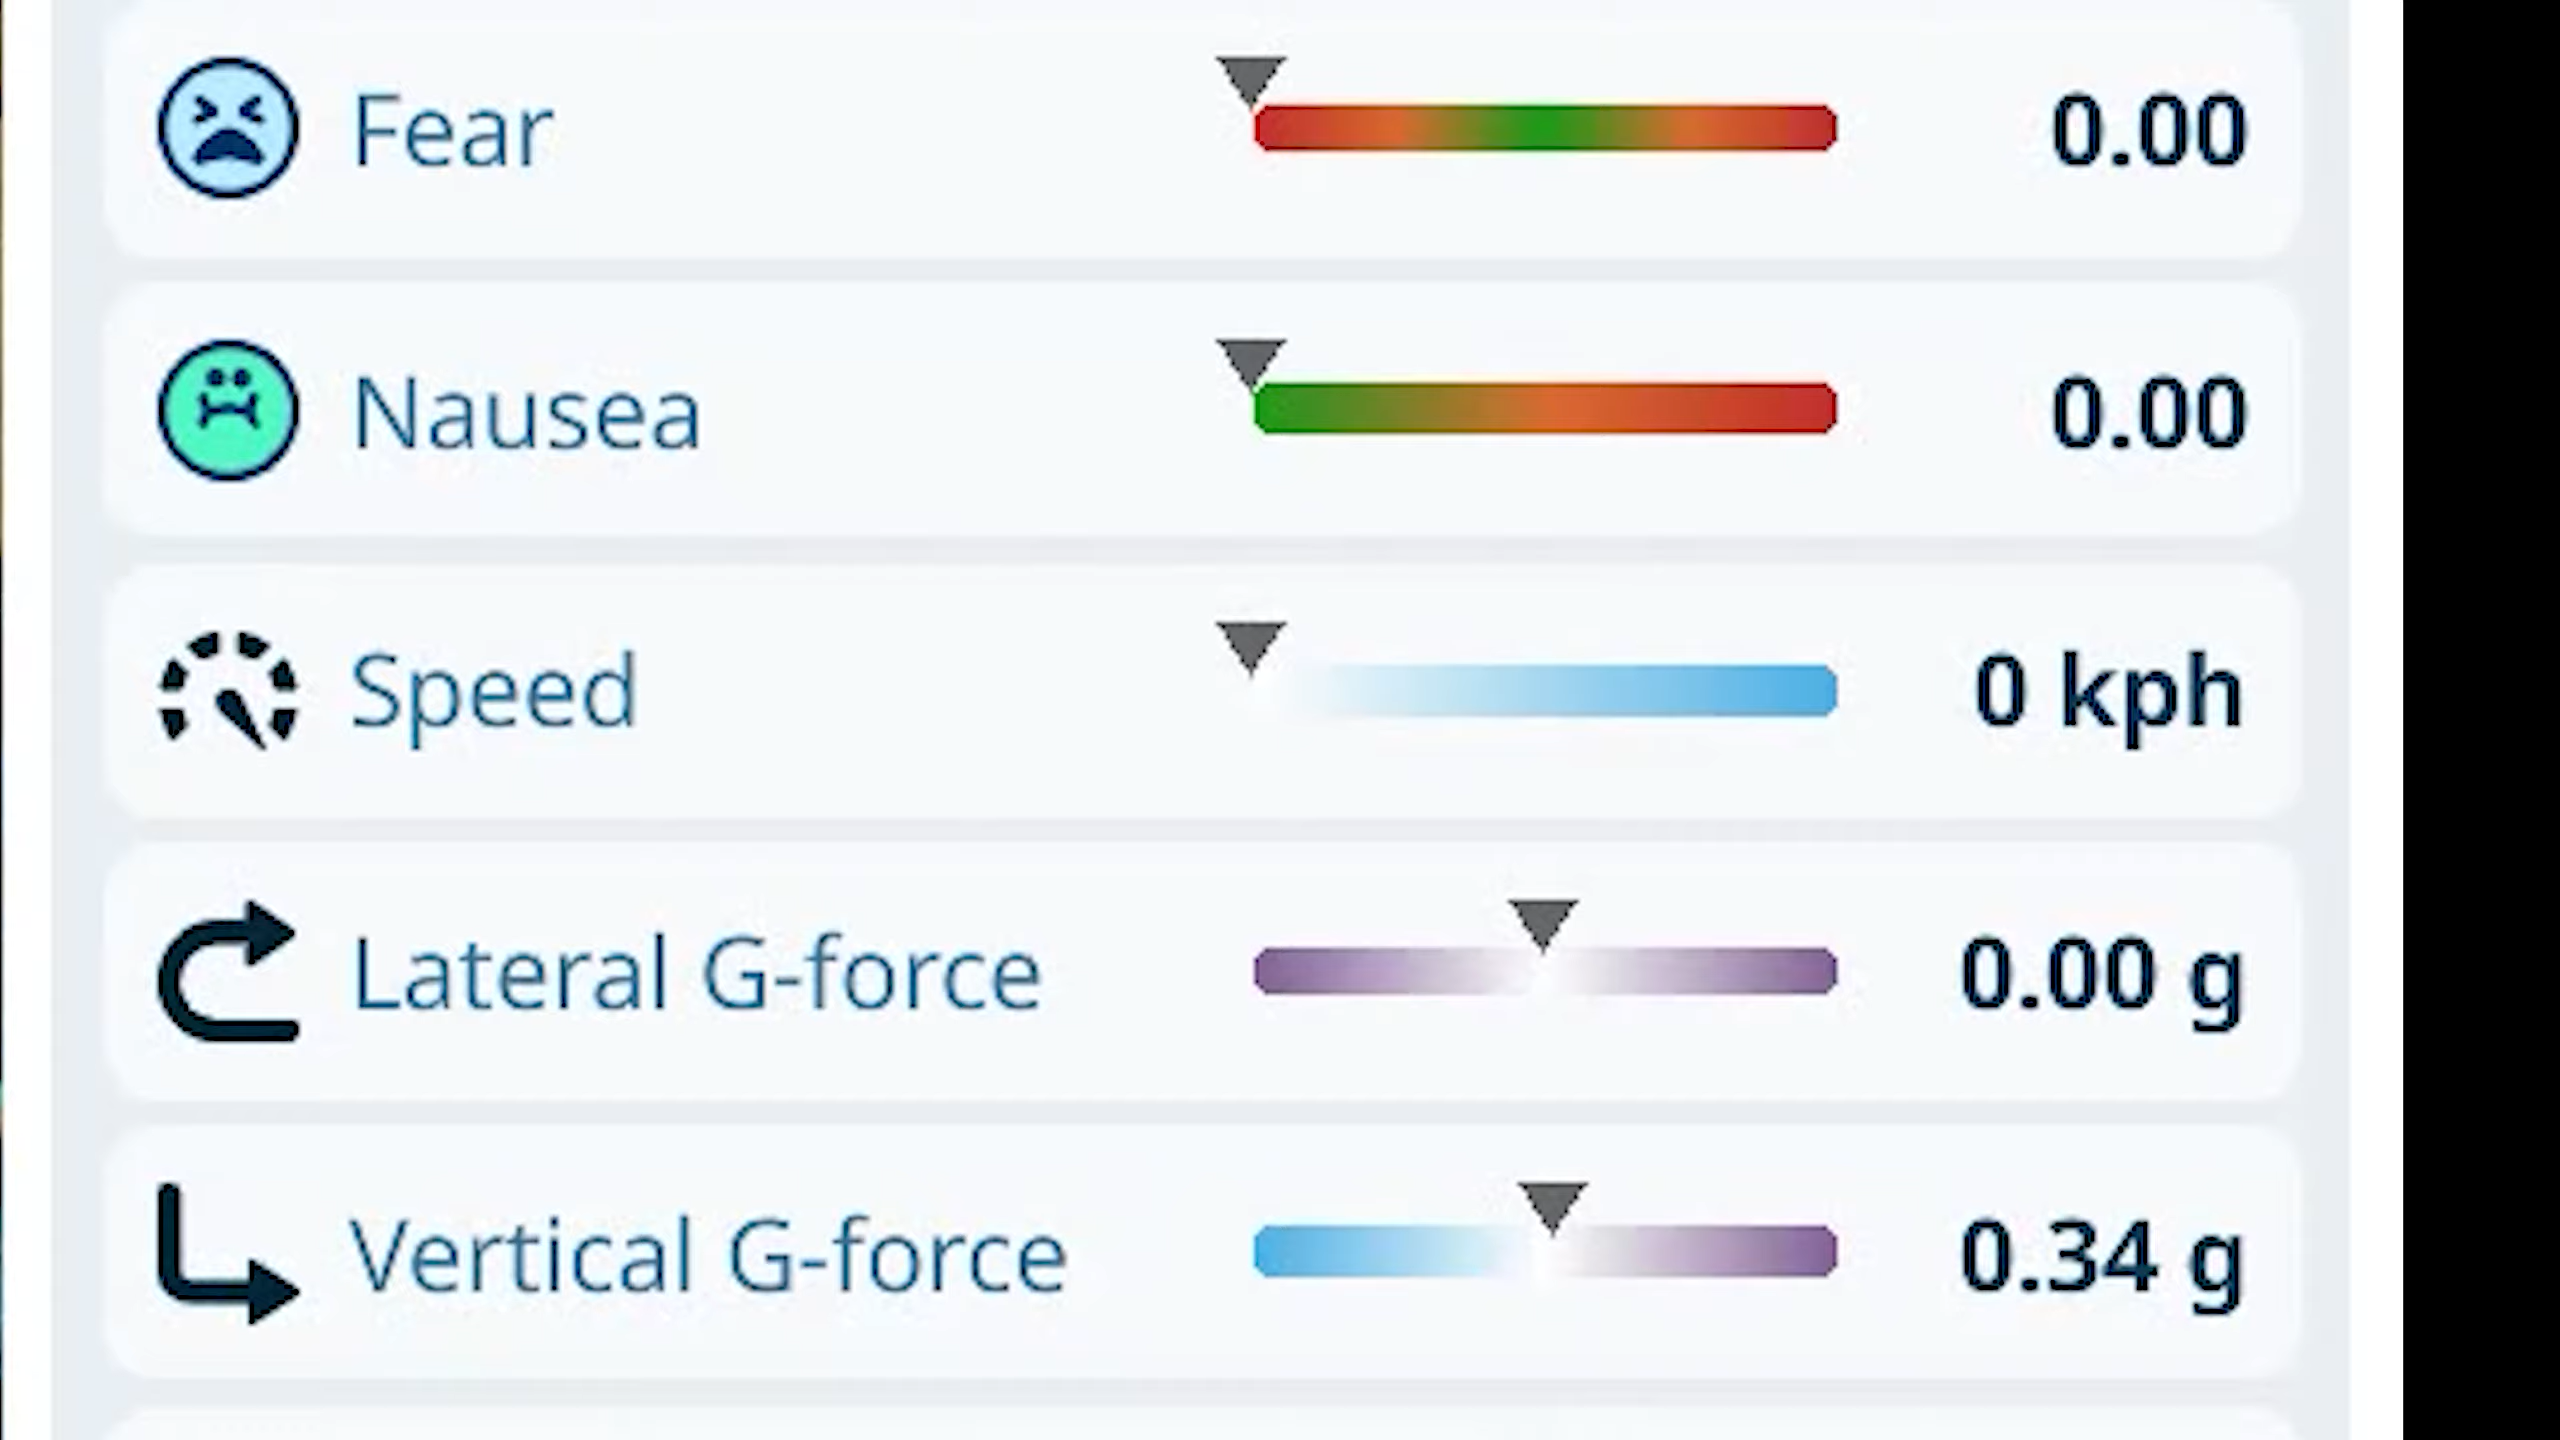 Fear 0.00
Nausea 0.00
Speed 0 kph
Lateral G-force 0.00 g
Vertical G-force 0.34 g